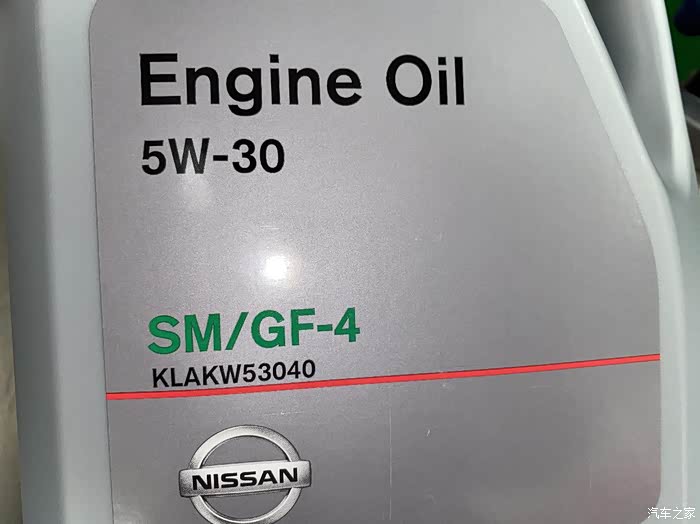 Engine Oil
5W-30
SM/GF-4
KLAKW53040
NISSAN
汽车之家